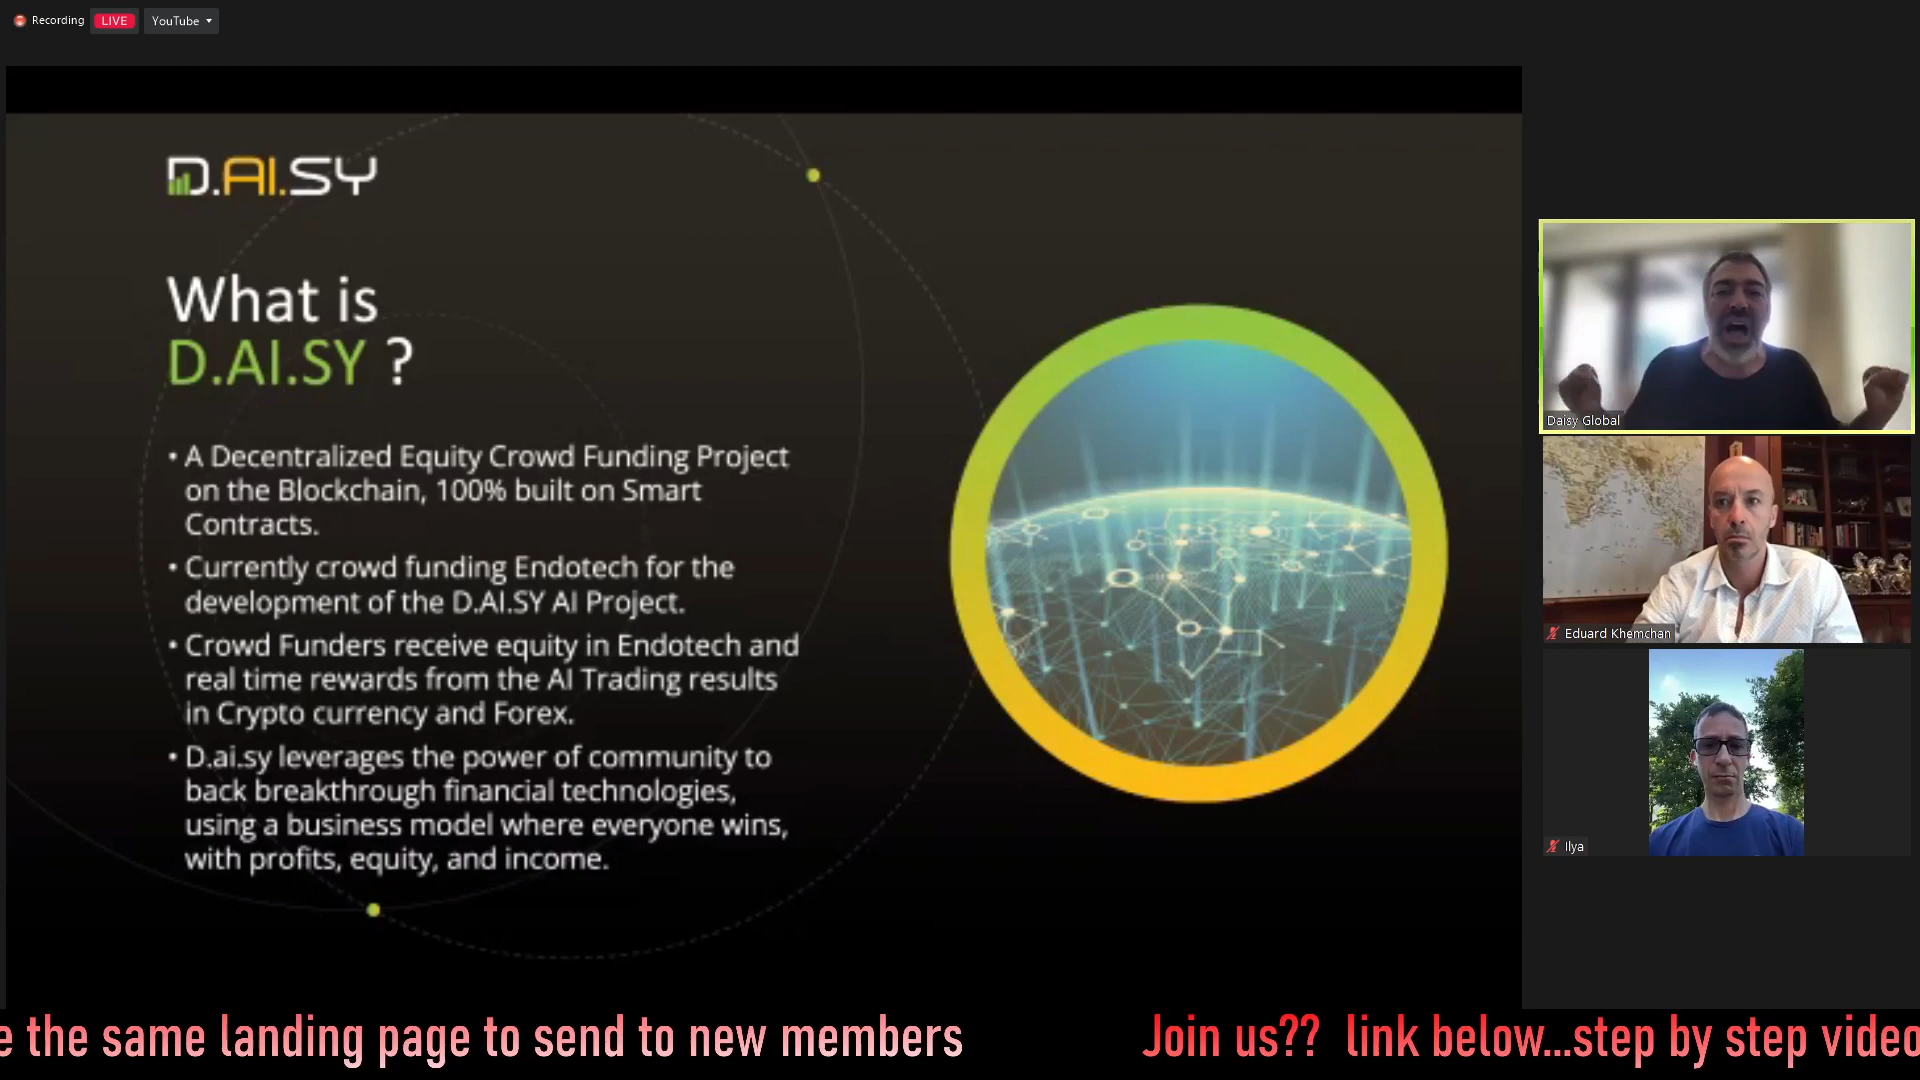 Recording LIVE YouTube
D.AI.SY
What is
D.AI.SY ?
• A Decentralized Equity Crowd Funding Project
on the Blockchain, 100% built on Smart
Contracts.
• Currently crowd funding Endotech for the
development of the D.AI.SY AI Project.
• Crowd Funders receive equity in Endotech and
real time rewards from the AI Trading results
in Crypto currency and Forex.
• D.ai.sy leverages the power of community to
back breakthrough financial technologies,
using a business model where everyone wins,
with profits, equity, and income.
Daisy Global
Eduard Khemchan
Ilya
e the same landing page to send to new members
Join us?? link below...step by step video